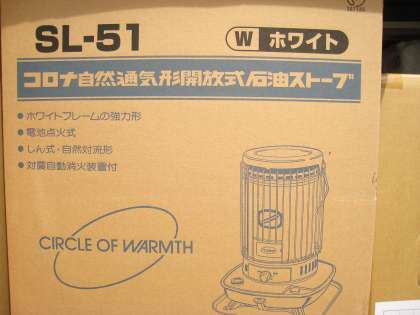 SL-51
W ホワイト
コロナ自然通気形開放式石油ストーブ
●ホワイトフレームの強力形
●電池点火式
●しん式・自然対流形
●対震自動消火装置付
CIRCLE OF WARMTH